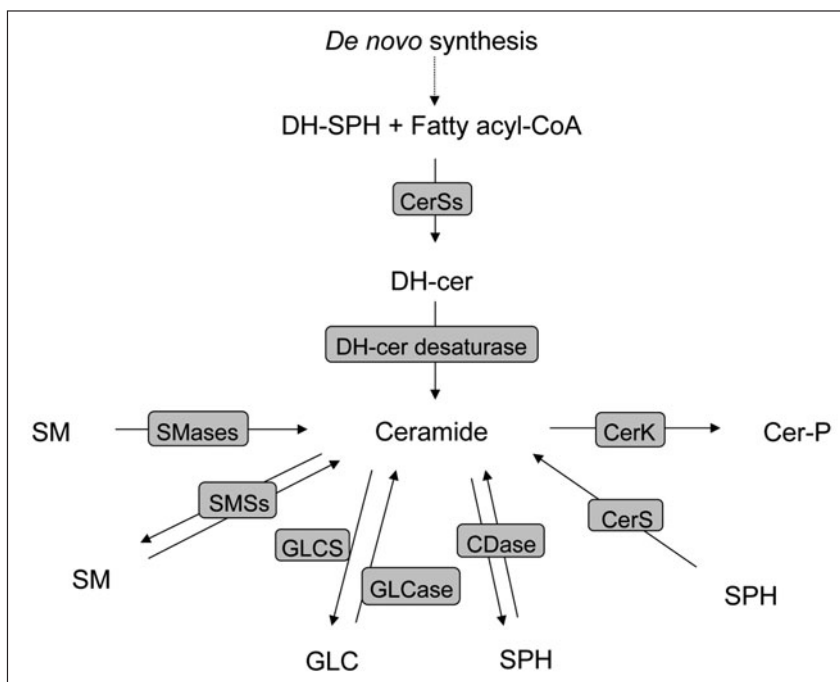 De novo synthesis
DH-SPH + Fatty acyl-CoA
CerSs
DH-cer
DH-cer desaturase
SM SMases Ceramide CerK Cer-P
SMSs CerS
GLCS CDase
SM GLCase SPH
GLC SPH